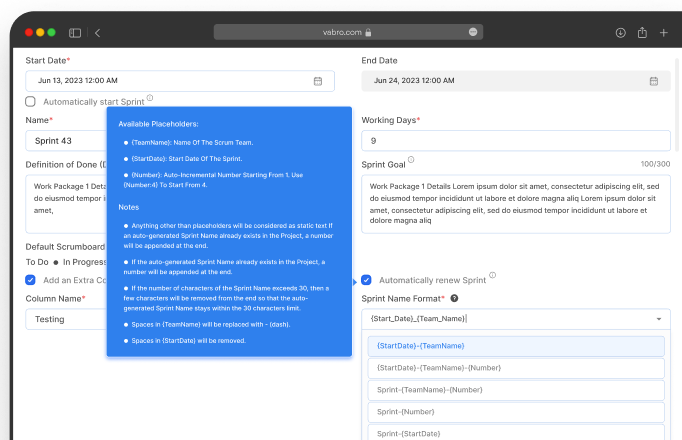 vabro.com
Start Date*
End Date
Jun 13, 2023 12:00 AM
Jun 24, 2023 12:00 AM
Automatically start Sprint
Name*
Sprint 43
Working Days*
9
Definition of Done (D
Sprint Goal
100/300
Work Package 1 Deta
do eiusmod tempor i
amet,
Work Package 1 Details Lorem ipsum dolor sit amet, consectetur adipiscing elit, sed
do eiusmod tempor incididunt ut labore et dolore magna aliq Lorem ipsum dolor sit
amet, consectetur adipiscing elit, sed do eiusmod tempor incididunt ut labore et
dolore magna aliq
Default Scrumboard
To Do ● In Progress
Add an Extra Co
Column Name*
Testing
Available Placeholders:
● {TeamName}: Name Of The Scrum Team.
● {StartDate}: Start Date Of The Sprint.
● {Number}: Auto-Incremental Number Starting From 1. Use
{Number:4} To Start From 4.
Notes
● Anything other than placeholders will be considered as static text If
an auto-generated Sprint Name already exists in the Project, a number
will be appended at the end.
● If the auto-generated Sprint Name already exists in the Project, a
number will be appended at the end.
● If the number of characters of the Sprint Name exceeds 30, then a
few characters will be removed from the end so that the auto-
generated Sprint Name stays within the 30 characters limit.
● Spaces in {TeamName} will be replaced with - (dash).
● Spaces in {StartDate} will be removed.
Automatically renew Sprint
Sprint Name Format*
{Start_Date}_{Team_Name}
{StartDate}-{TeamName}
{StartDate}-{TeamName}-{Number}
Sprint-{TeamName}-{Number}
Sprint-{Number}
Sprint-{StartDate}